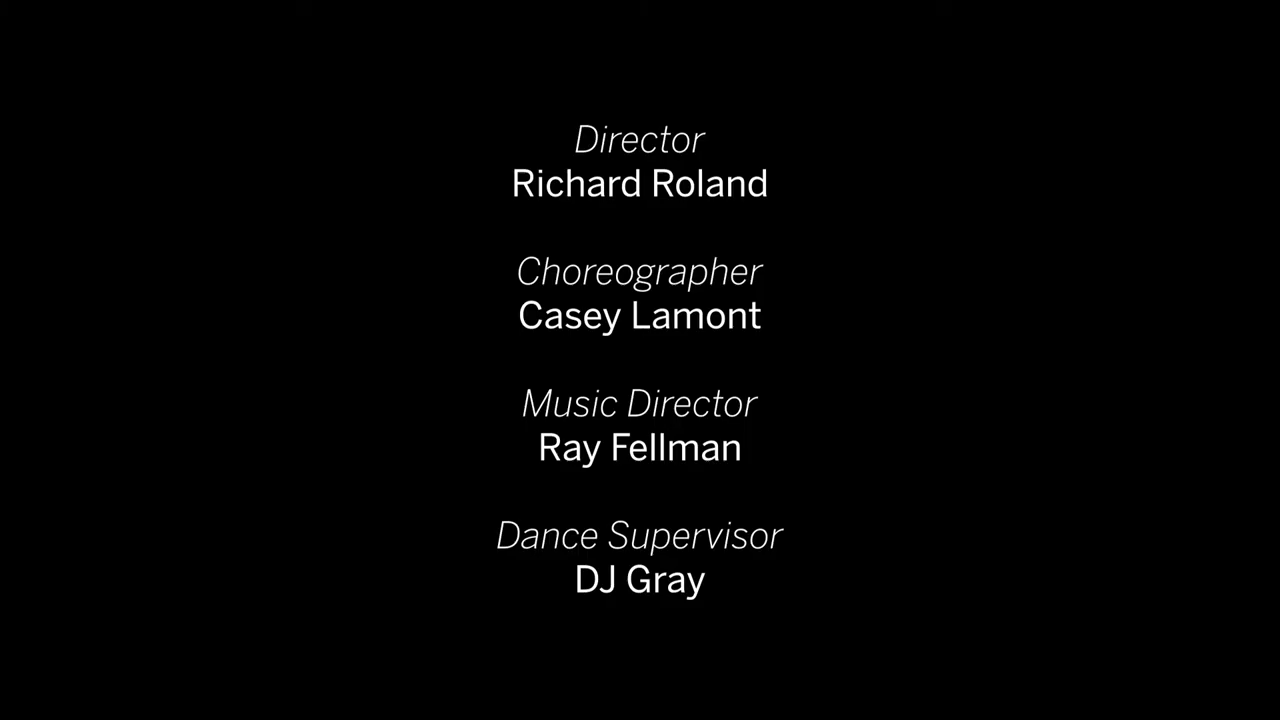 Director
Richard Roland
Choreographer
Casey Lamont
Music Director
Ray Fellman
Dance Supervisor
DJ Gray